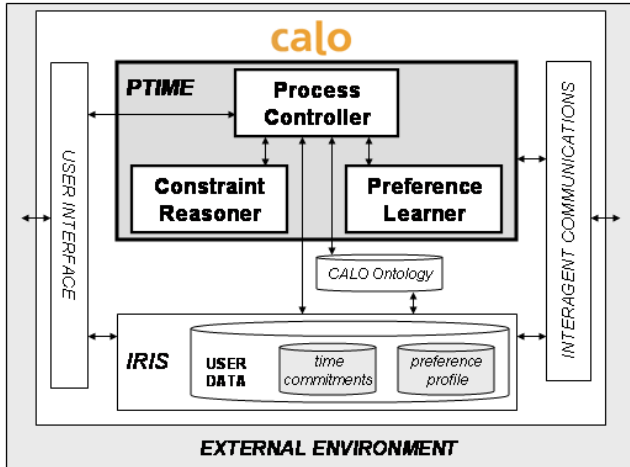 calo
PTIME
Process
Controller
Constraint
Reasoner
Preference
Learner
USER INTERFACE
INTERAGENT COMMUNICATIONS
CALO Ontology
IRIS
USER
DATA
time
commitments
preference
profile
EXTERNAL ENVIRONMENT